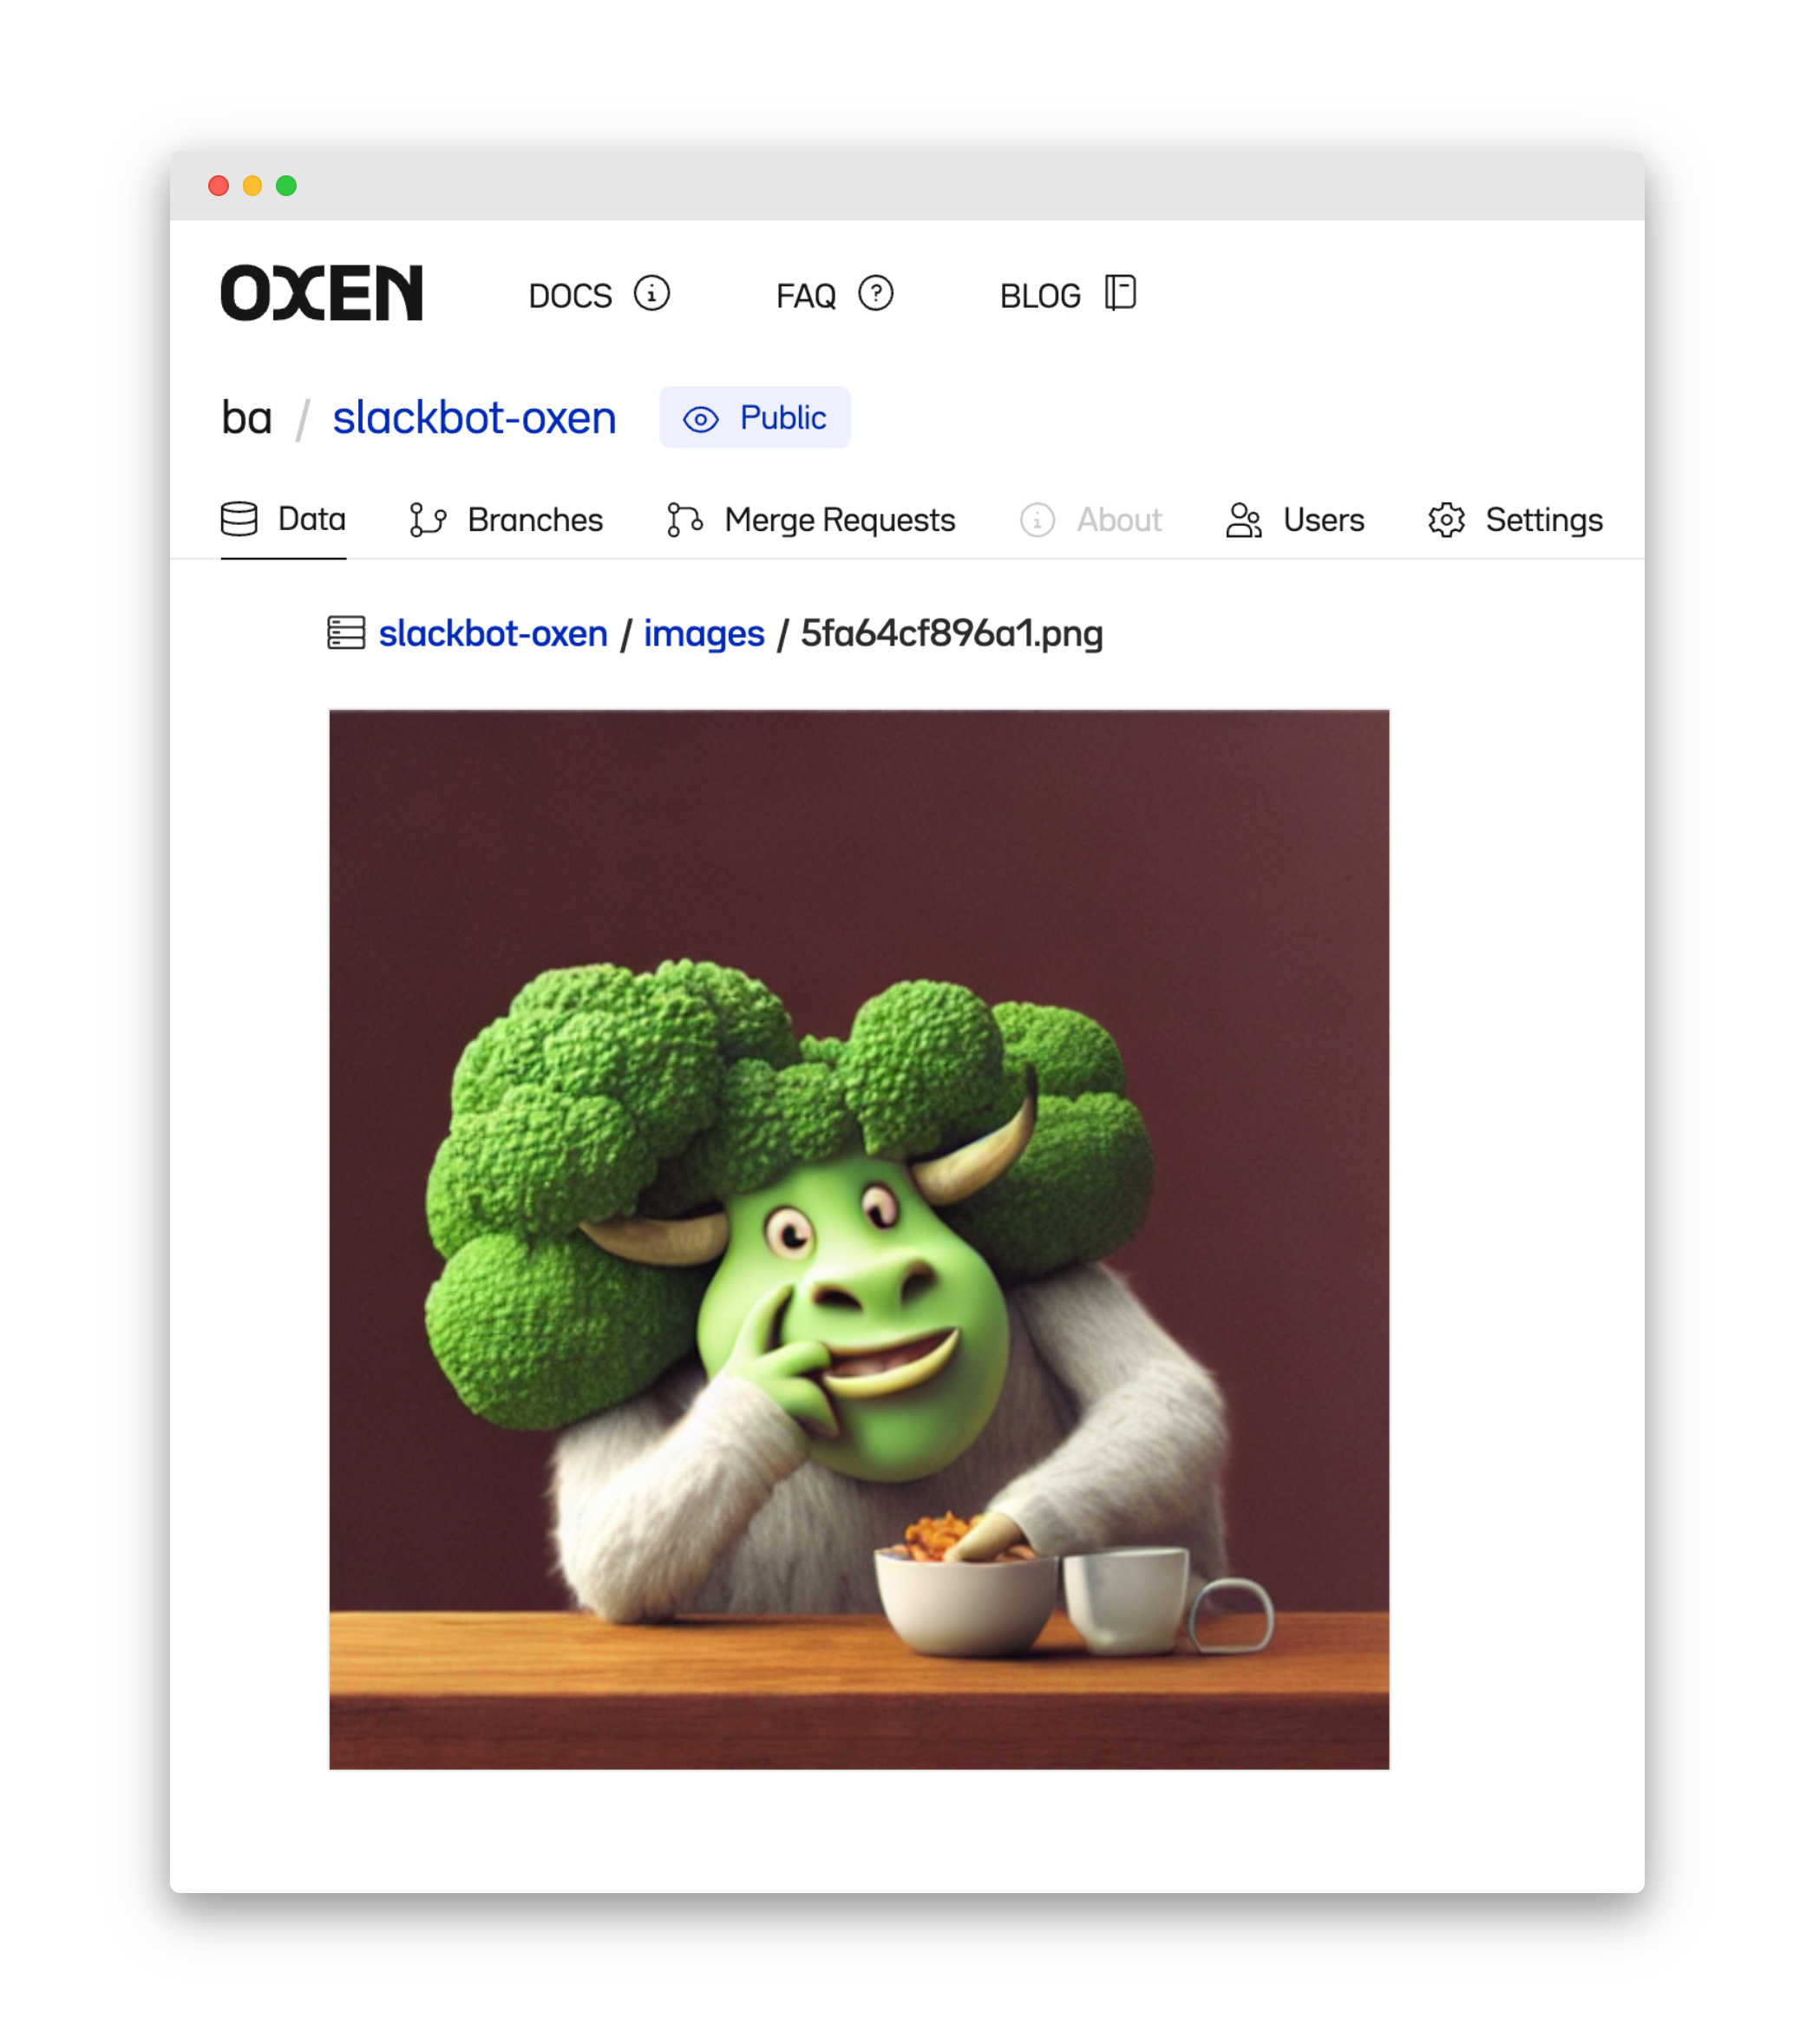 OXEN DOCS FAQ BLOG
ba / slackbot-oxen Public
Data Branches Merge Requests About Users Settings
slackbot-oxen / images / 5fa64cf896a1.png